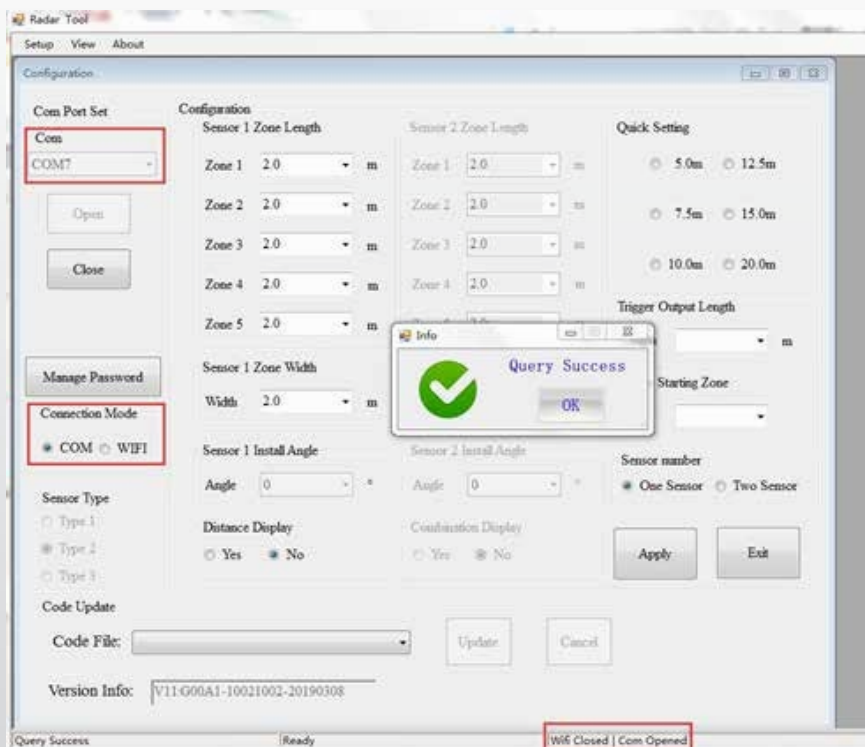 Radar Tool
Setup View About
Configuration
Com Port Set
Com
COM7
Open
Close
Manage Password
Connection Mode
COM WIFI
Sensor Type
Type 1
Type 2
Type 3
Configuration
Sensor 1 Zone Length
Zone 1 2.0 m
Zone 2 2.0 m
Zone 3 2.0 m
Zone 4 2.0 m
Zone 5 2.0 m
Sensor 1 Zone Width
Width 2.0 m
Sensor 1 Install Angle
Angle 0 °
Distance Display
Yes No
Sensor 2 Zone Length
Zone 1 2.0 m
Zone 2 2.0 m
Zone 3 2.0 m
Zone 4 2.0 m
Sensor 2 Install Angle
Angle 0 °
Combination Display
Yes No
Info
Query Success
OK
Quick Setting
5.0m 12.5m
7.5m 15.0m
10.0m 20.0m
Trigger Output Length
m
Starting Zone
Sensor number
One Sensor Two Sensor
Apply Exit
Code Update
Code File: Update Cancel
Version Info: V11:G00A1-10021002-20190308
Query Success Ready Wifi Closed | Com Opened